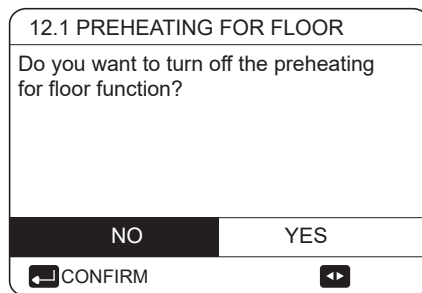 12.1 PREHEATING FOR FLOOR
Do you want to turn off the preheating
for floor function?
NO YES
CONFIRM